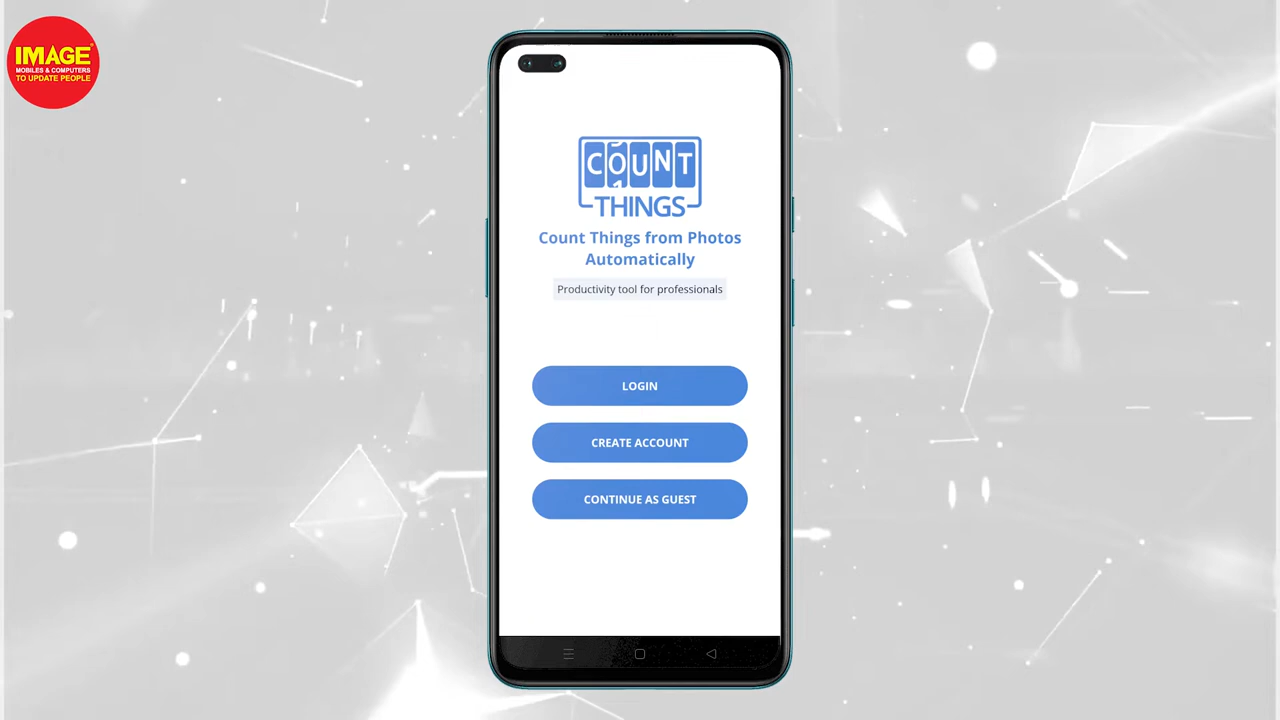 IMAGE
MOBILES & COMPUTERS
TO UPDATE PEOPLE
COUNT
THINGS
Count Things from Photos
Automatically
Productivity tool for professionals
LOGIN
CREATE ACCOUNT
CONTINUE AS GUEST